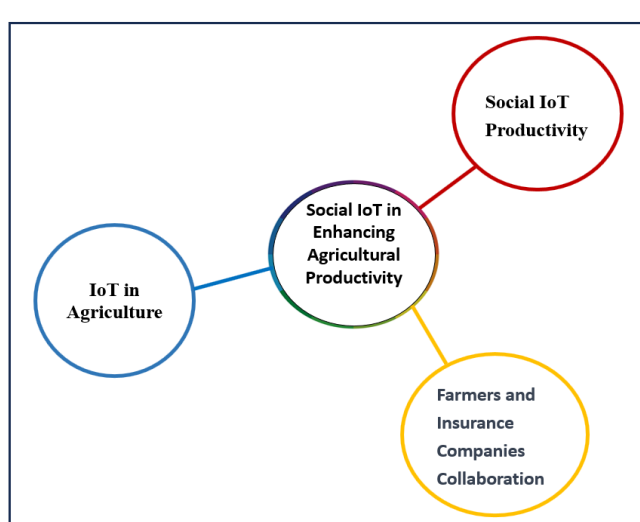 Social IoT
Productivity
Social IoT in
Enhancing
Agricultural
Productivity
IoT in
Agriculture
Farmers and
Insurance
Companies
Collaboration